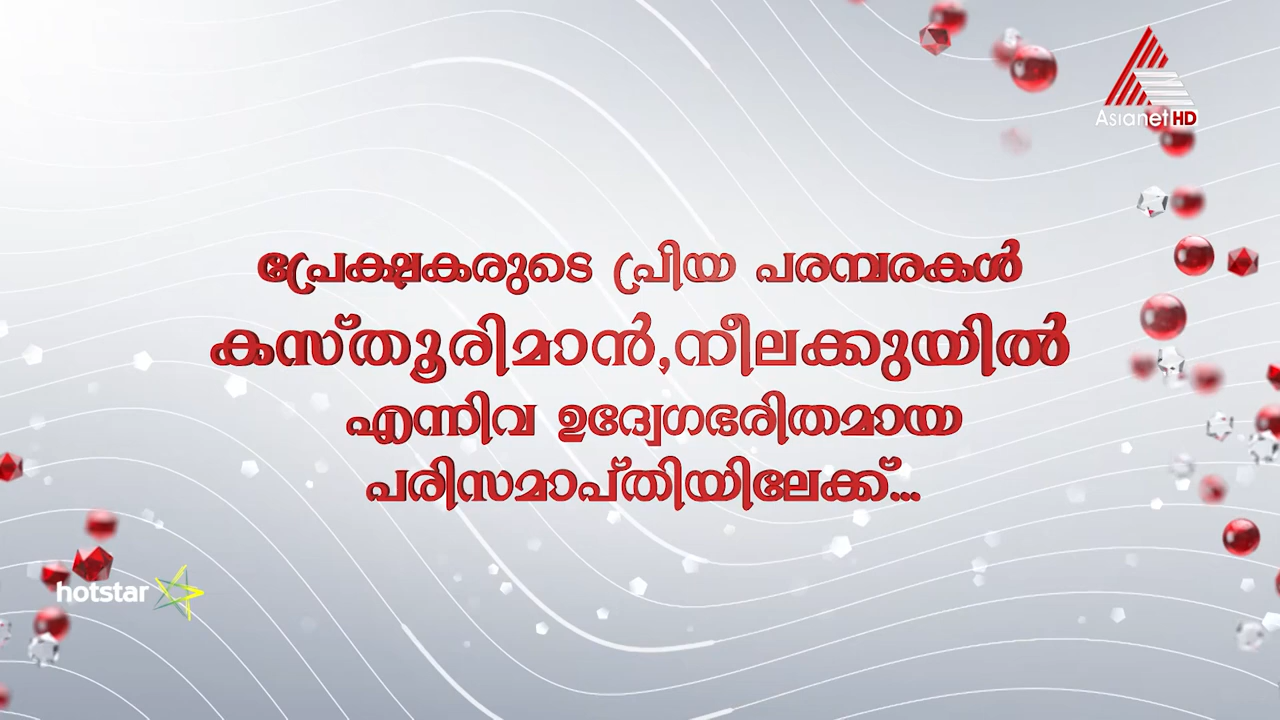 Asianet HD
പ്രേക്ഷകരുടെ പ്രിയ പരമ്പരകൾ
കസ്തൂരിമാൻ,നീലക്കുയിൽ
എന്നിവ ഉദ്വേഗഭരിതമായ
പരിസമാപ്തിയിലേക്ക്...
hotstar